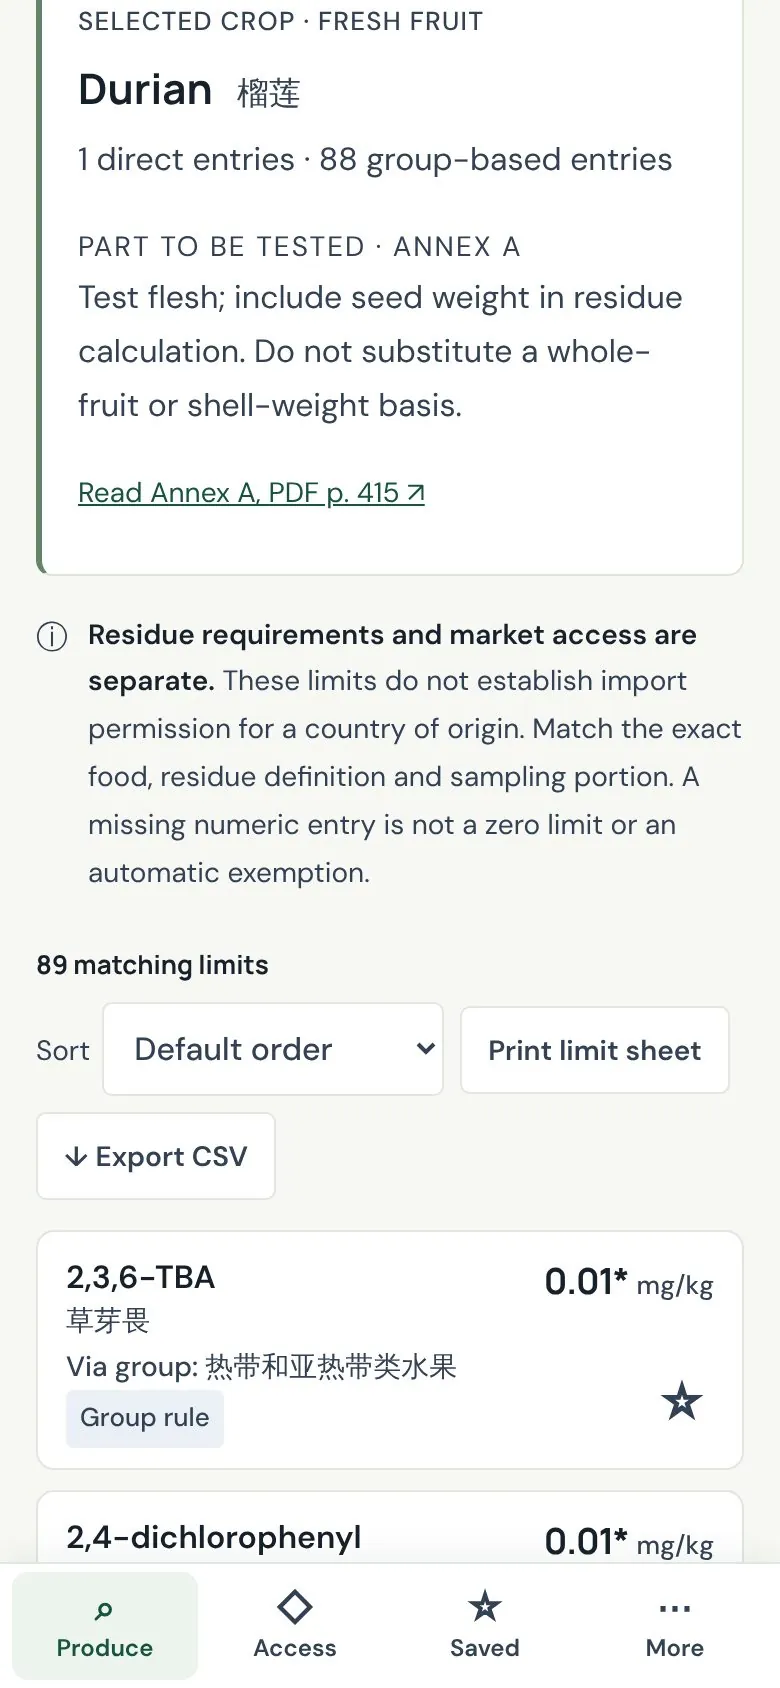 SELECTED CROP · FRESH FRUIT
Durian 榴莲
1 direct entries · 88 group-based entries
PART TO BE TESTED · ANNEX A
Test flesh; include seed weight in residue
calculation. Do not substitute a whole-
fruit or shell-weight basis.
Read Annex A, PDF p. 415 ↗
ⓘ Residue requirements and market access are
separate. These limits do not establish import
permission for a country of origin. Match the exact
food, residue definition and sampling portion. A
missing numeric entry is not a zero limit or an
automatic exemption.
89 matching limits
Sort Default order Print limit sheet
↓ Export CSV
2,3,6-TBA 0.01* mg/kg
草芽畏
Via group: 热带和亚热带类水果
Group rule
2,4-dichlorophenyl 0.01* mg/kg
Produce Access Saved More